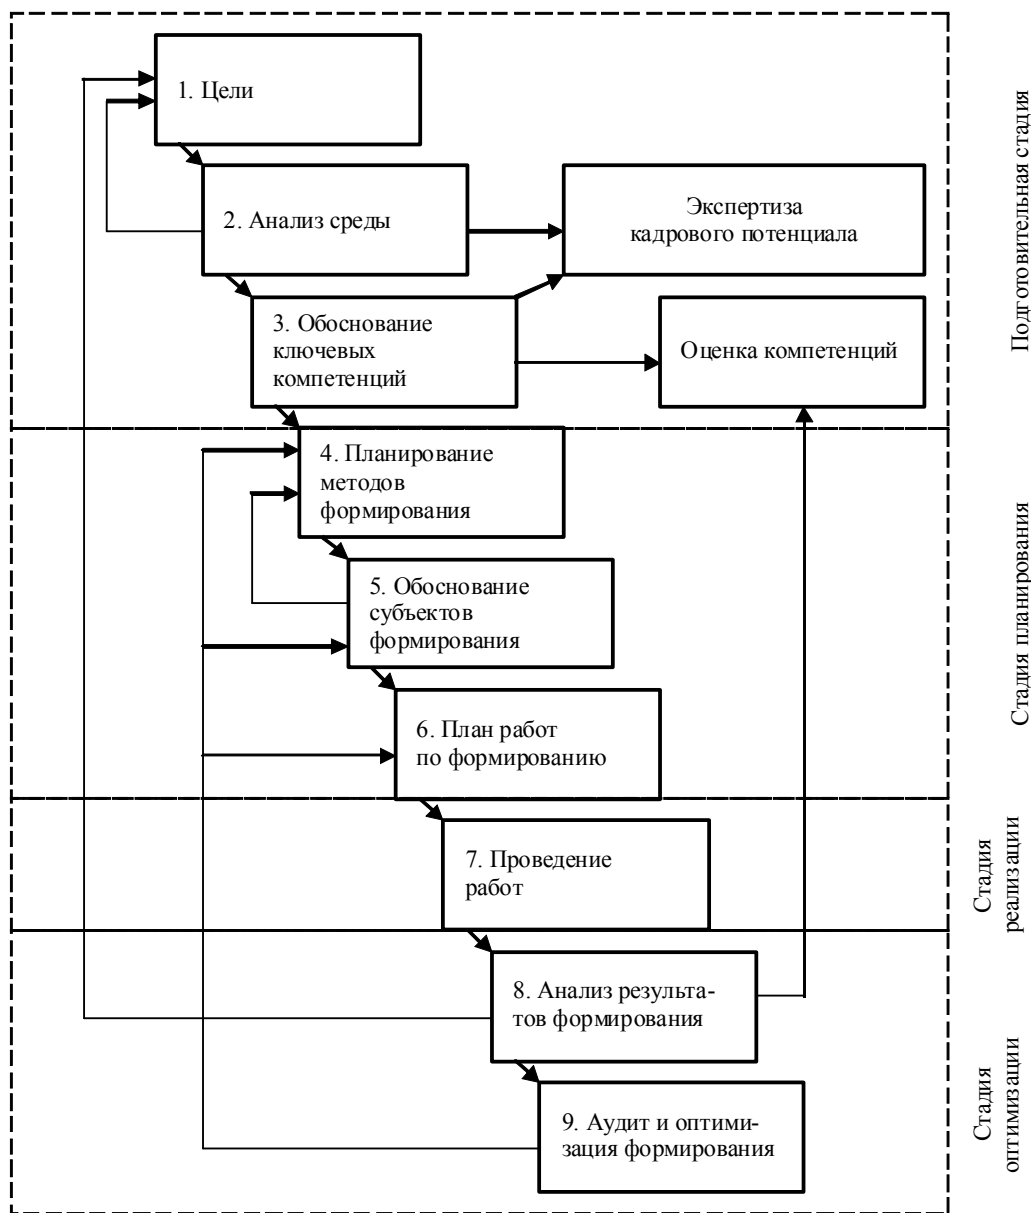 1. Цели
2. Анализ среды
Экспертиза
кадрового потенциала
3. Обоснование
ключевых
компетенций
Оценка компетенций
Подготовительная стадия
4. Планирование
методов
формирования
5. Обоснование
субъектов
формирования
6. План работ
по формированию
Стадия планирования
7. Проведение
работ
Стадия
реализации
8. Анализ результа-
тов формирования
9. Аудит и оптими-
зация формирования
Стадия
оптимизации